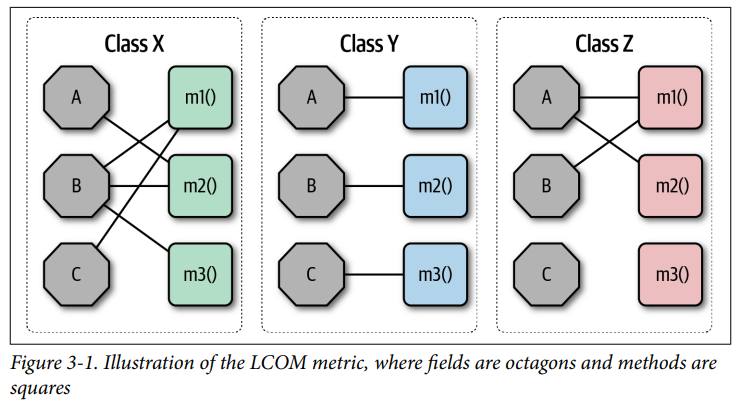 Class X
Class Y
Class Z
A
m1()
A
m1()
A
m1()
B
m2()
B
m2()
B
m2()
C
m3()
C
m3()
C
m3()
Figure 3-1. Illustration of the LCOM metric, where fields are octagons and methods are
squares